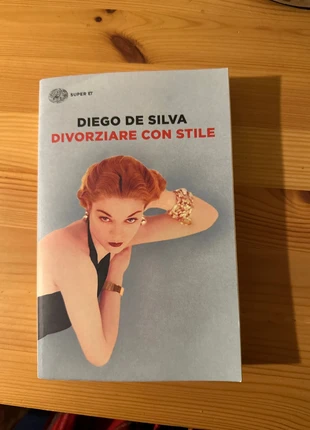 SUPER ET
DIEGO DE SILVA
DIVORZIARE CON STILE